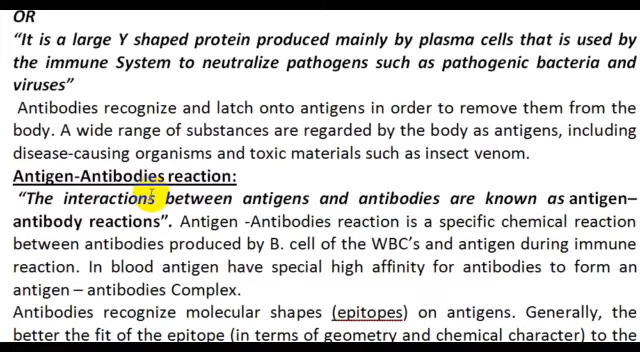 OR
“It is a large Y shaped protein produced mainly by plasma cells that is used by
the immune System to neutralize pathogens such as pathogenic bacteria and
viruses”
Antibodies recognize and latch onto antigens in order to remove them from the
body. A wide range of substances are regarded by the body as antigens, including
disease-causing organisms and toxic materials such as insect venom.
Antigen-Antibodies reaction:
“The interactions between antigens and antibodies are known as antigen–
antibody reactions”. Antigen -Antibodies reaction is a specific chemical reaction
between antibodies produced by B. cell of the WBC’s and antigen during immune
reaction. In blood antigen have special high affinity for antibodies to form an
antigen – antibodies Complex.
Antibodies recognize molecular shapes (epitopes) on antigens. Generally, the
better the fit of the epitope (in terms of geometry and chemical character) to the